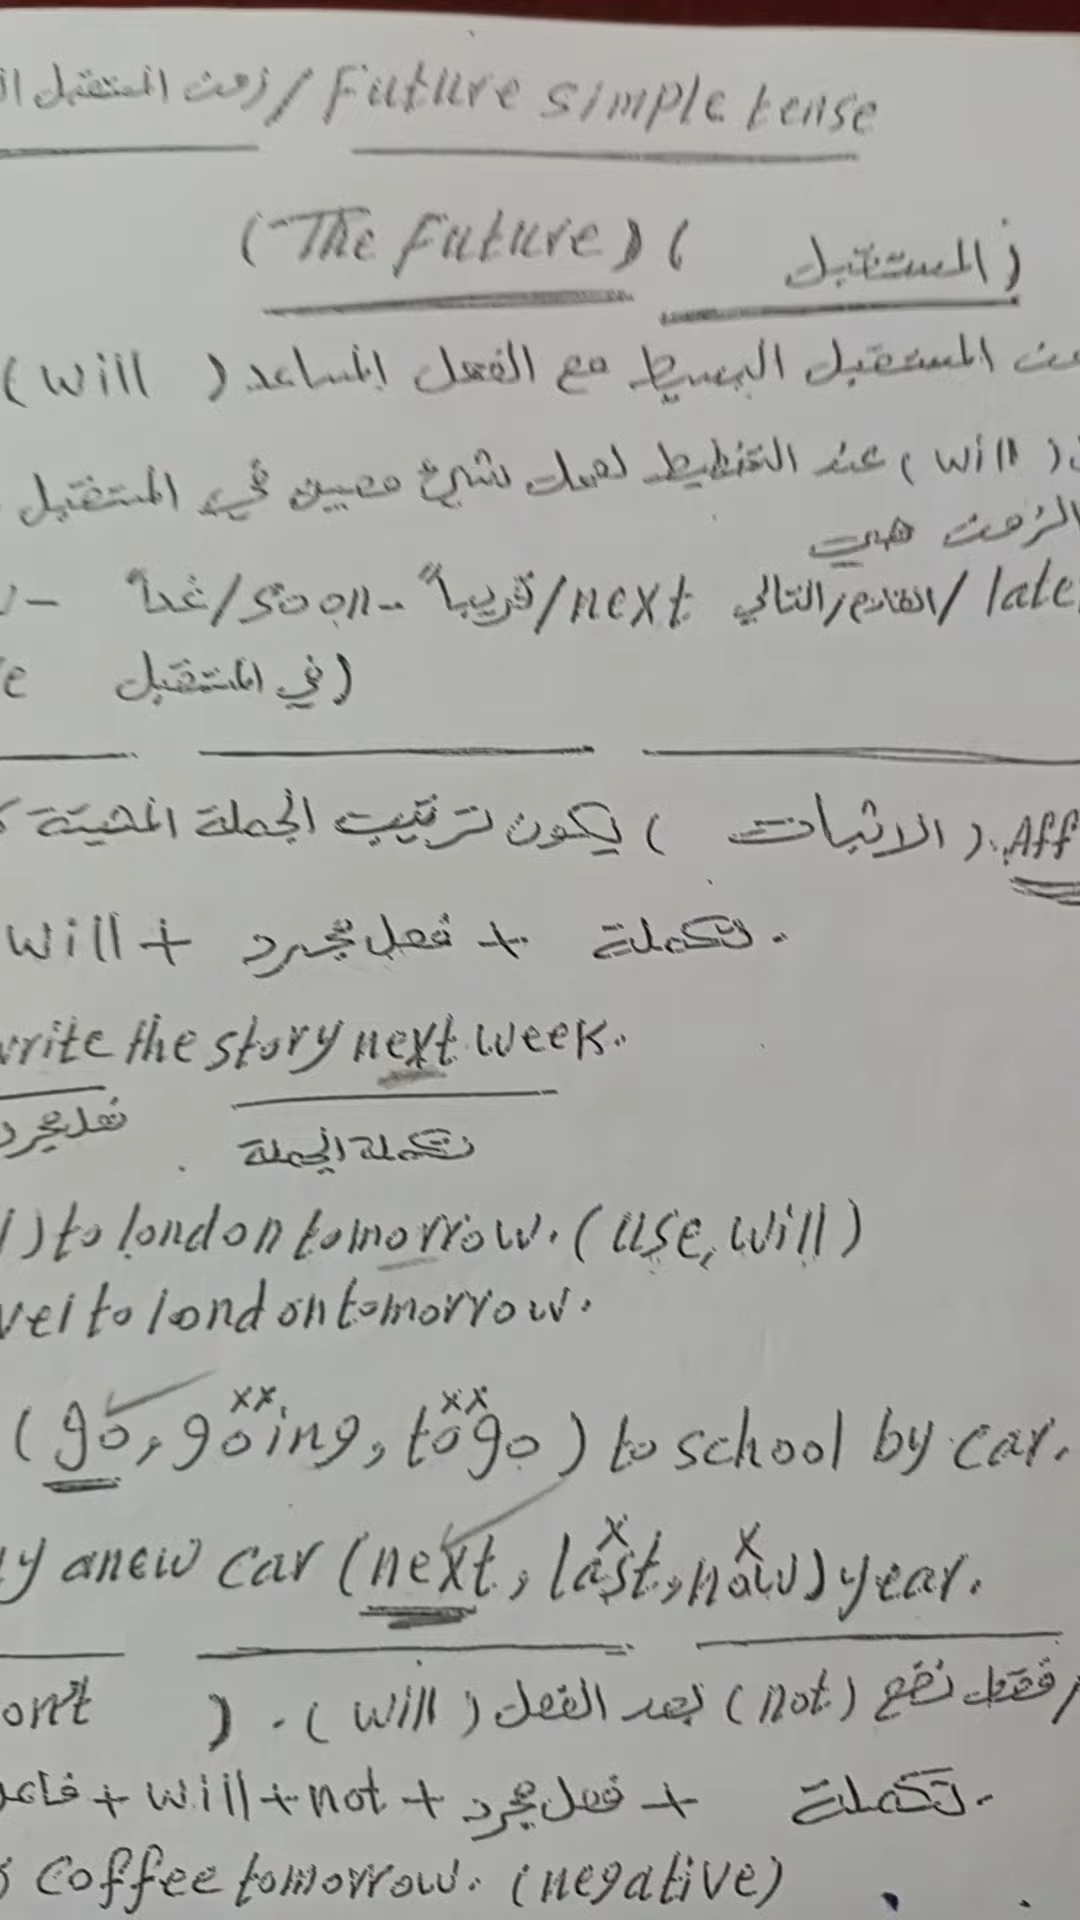 زمن المستقبل / Future simple tense
(The Future) ( المستقبل )
المستقبل البسيط مع الفعل المساعد ( will )
( will ) عند التخطيط لعمل شيئ معين في المستقبل
الزمن هي
غداً / soon - قريباً / next القادم/التالي / late
في المستقبل )
Aff. ( الاثبات ) يكون ترتيب الجملة المثبتة
will + فعل مجرد + تكملة.
write the story next week.
فعل مجرد تكملة الجملة
) to london tomorrow. (use, will)
vel to london tomorrow.
(go, going, to go) to school by car.
y a new car (next, last, now) year.
فقط نضع (not) بعد الفعل (will). ( on't
+ will + not + فعل مجرد + تكملة.
coffee tomorrow. (negative)